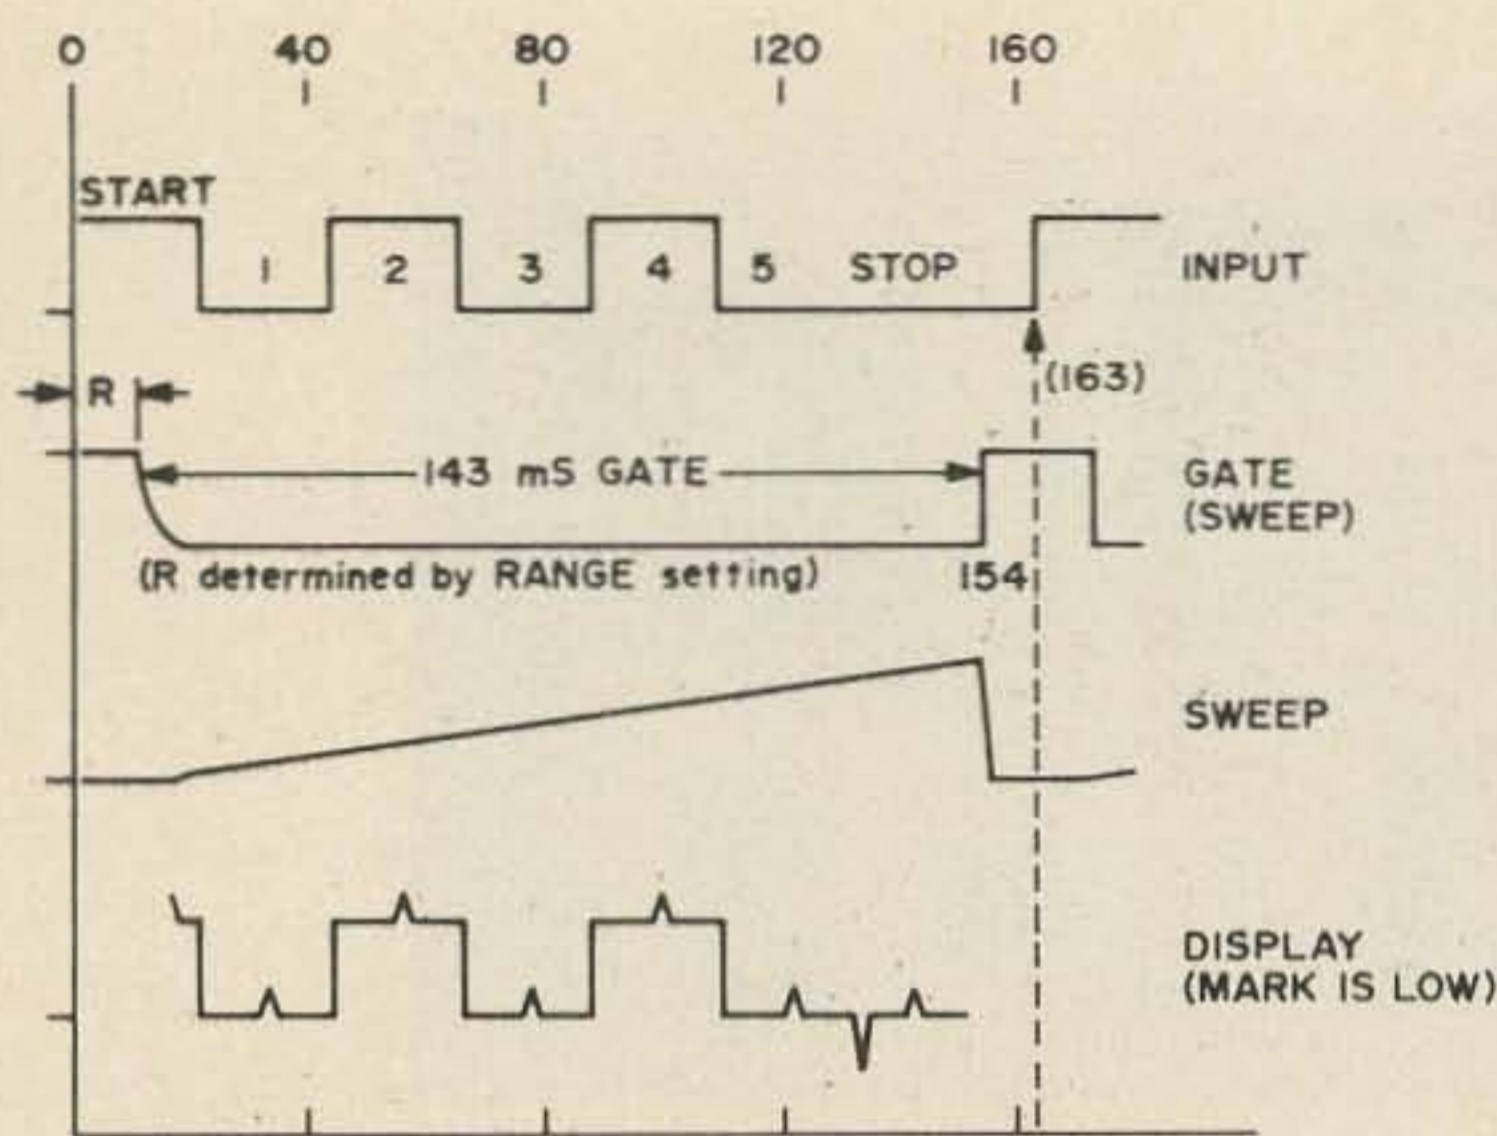 0 40 80 120 160
START
1 2 3 4 5 STOP INPUT
R (163)
143 mS GATE GATE
(SWEEP)
(R determined by RANGE setting) 154
SWEEP
DISPLAY
(MARK IS LOW)